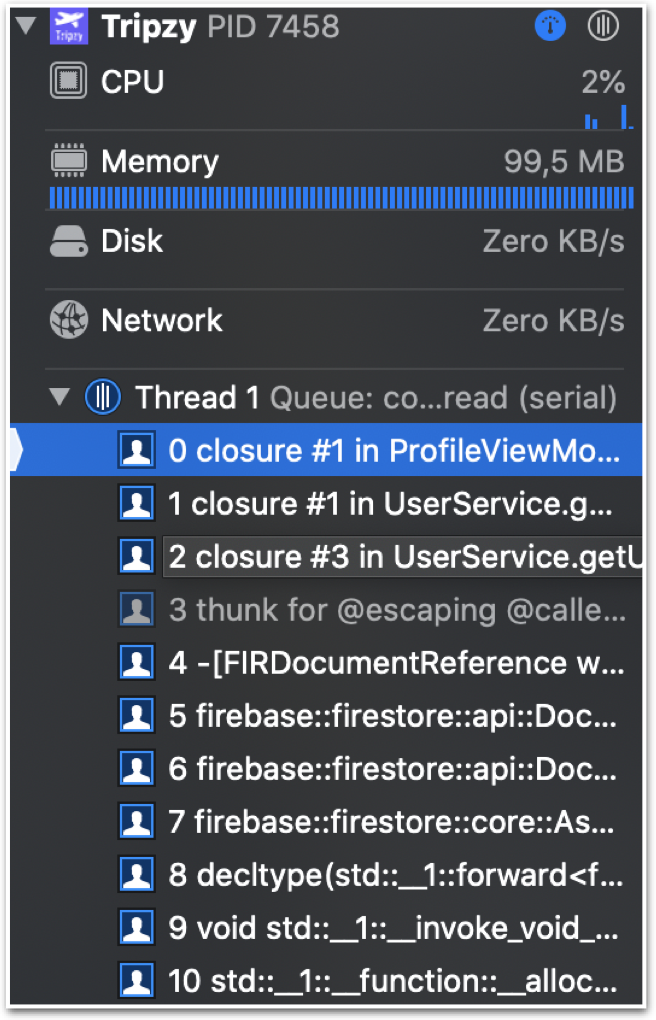 Tripzy PID 7458
Tripzy
CPU 2%
Memory 99,5 MB
Disk Zero KB/s
Network Zero KB/s
Thread 1 Queue: co...read (serial)
0 closure #1 in ProfileViewMo...
1 closure #1 in UserService.g...
2 closure #3 in UserService.getU
3 thunk for @escaping @calle...
4 -[FIRDocumentReference w...
5 firebase::firestore::api::Doc...
6 firebase::firestore::api::Doc...
7 firebase::firestore::core::As...
8 decltype(std::__1::forward<f...
9 void std::__1::__invoke_void_...
10 std::__1::__function::__alloc...